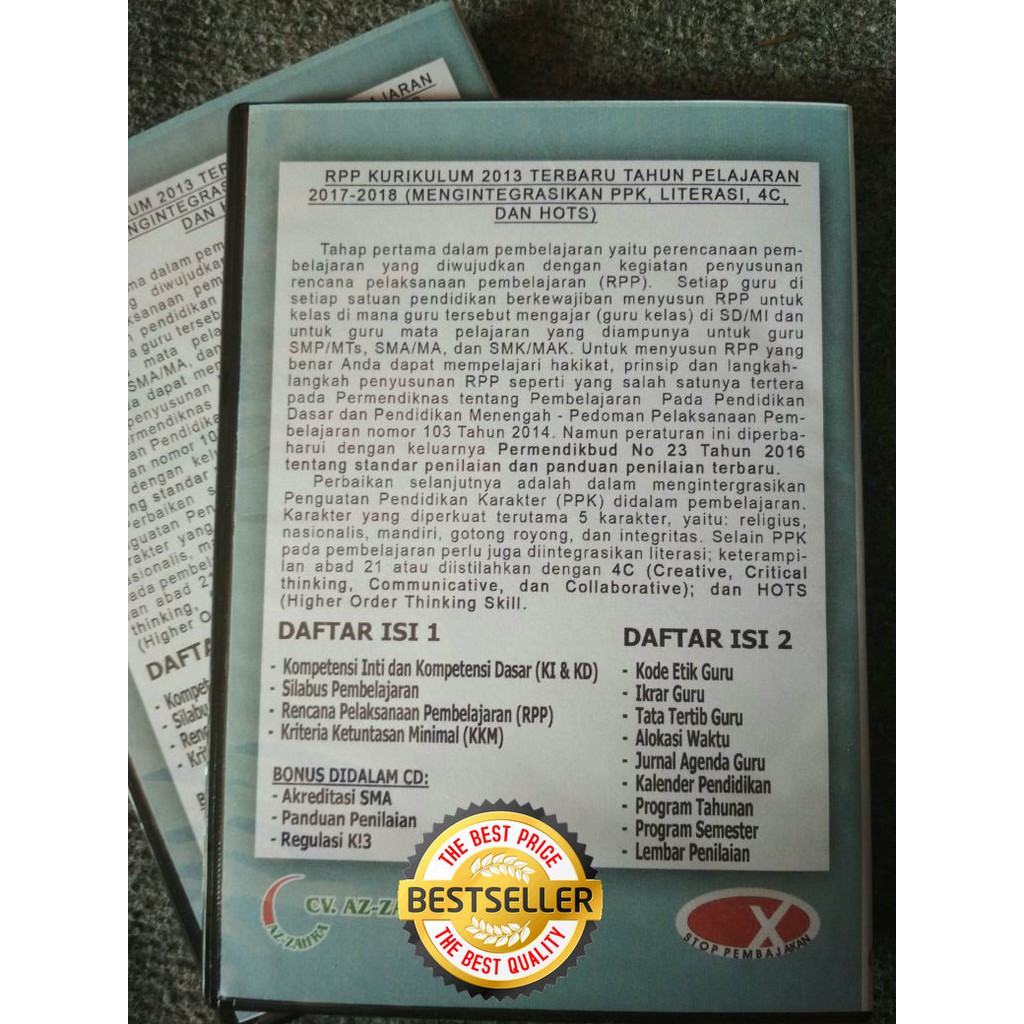 RPP KURIKULUM 2013 TERBARU TAHUN PELAJARAN
2017-2018 (MENGINTEGRASIKAN PPK, LITERASI, 4C,
DAN HOTS)
Tahap pertama dalam pembelajaran yaitu perencanaan pem-
belajaran yang diwujudkan dengan kegiatan penyusunan
rencana pelaksanaan pembelajaran (RPP). Setiap guru di
setiap satuan pendidikan berkewajiban menyusun RPP untuk
kelas di mana guru tersebut mengajar (guru kelas) di SD/MI dan
untuk guru mata pelajaran yang diampunya untuk guru
SMP/MTs, SMA/MA, dan SMK/MAK. Untuk menyusun RPP yang
benar Anda dapat mempelajari hakikat, prinsip dan langkah-
langkah penyusunan RPP seperti yang salah satunya tertera
pada Permendiknas tentang Pembelajaran Pada Pendidikan
Dasar dan Pendidikan Menengah - Pedoman Pelaksanaan Pem-
belajaran nomor 103 Tahun 2014. Namun peraturan ini diperba-
harui dengan keluarnya Permendikbud No 23 Tahun 2016
tentang standar penilaian dan panduan penilaian terbaru.
Perbaikan selanjutnya adalah dalam mengintergrasikan
Penguatan Pendidikan Karakter (PPK) didalam pembelajaran.
Karakter yang diperkuat terutama 5 karakter, yaitu: religius,
nasionalis, mandiri, gotong royong, dan integritas. Selain PPK
pada pembelajaran perlu juga diintegrasikan literasi; keterampi-
lan abad 21 atau diistilahkan dengan 4C (Creative, Critical
thinking, Communicative, dan Collaborative); dan HOTS
(Higher Order Thinking Skill.
DAFTAR ISI 1
- Kompetensi Inti dan Kompetensi Dasar (KI & KD)
- Silabus Pembelajaran
- Rencana Pelaksanaan Pembelajaran (RPP)
- Kriteria Ketuntasan Minimal (KKM)
BONUS DIDALAM CD:
- Akreditasi SMA
- Panduan Penilaian
- Regulasi K!3
DAFTAR ISI 2
- Kode Etik Guru
- Ikrar Guru
- Tata Tertib Guru
- Alokasi Waktu
- Jurnal Agenda Guru
- Kalender Pendidikan
- Program Tahunan
- Program Semester
- Lembar Penilaian
CV. AZ-ZA
AZ-ZAHRA
THE BEST PRICE
BESTSELLER
THE BEST QUALITY
X
STOP PEMBAJAKAN